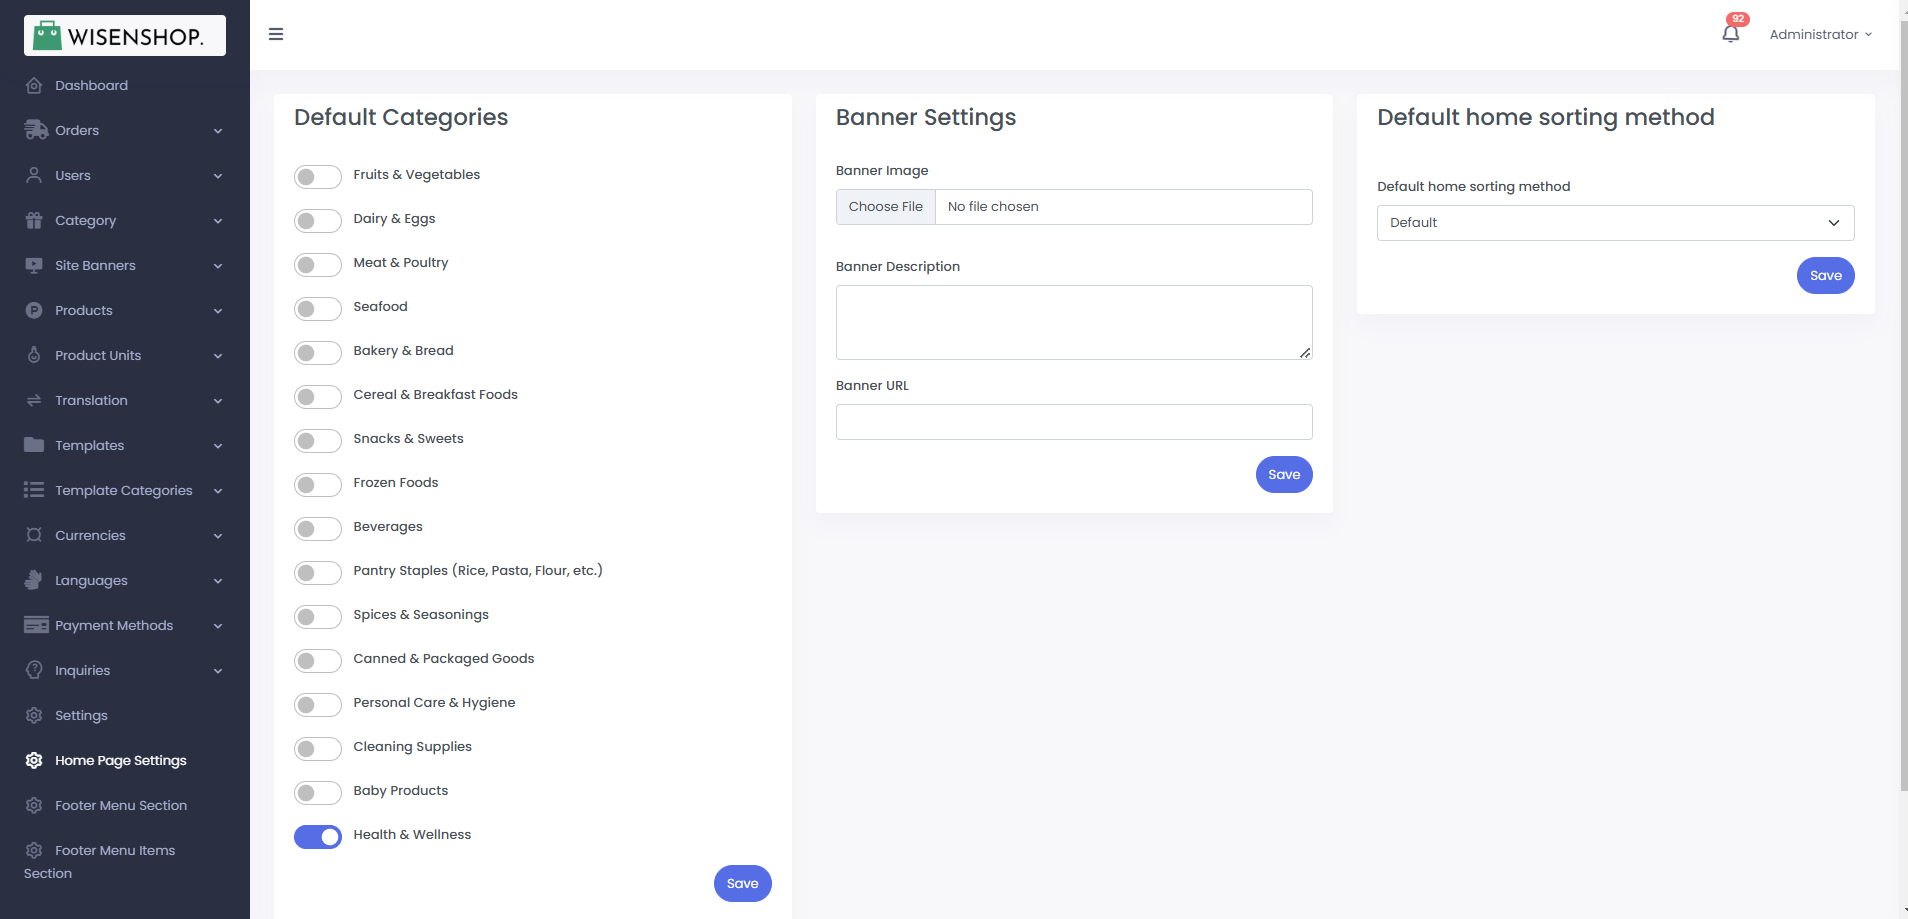 WISENSHOP.
Dashboard
Orders
Users
Category
Site Banners
Products
Product Units
Translation
Templates
Template Categories
Currencies
Languages
Payment Methods
Inquiries
Settings
Home Page Settings
Footer Menu Section
Footer Menu Items
Section
92
Administrator
Default Categories
Fruits & Vegetables
Dairy & Eggs
Meat & Poultry
Seafood
Bakery & Bread
Cereal & Breakfast Foods
Snacks & Sweets
Frozen Foods
Beverages
Pantry Staples (Rice, Pasta, Flour, etc.)
Spices & Seasonings
Canned & Packaged Goods
Personal Care & Hygiene
Cleaning Supplies
Baby Products
Health & Wellness
Save
Banner Settings
Banner Image
Choose File No file chosen
Banner Description
Banner URL
Save
Default home sorting method
Default home sorting method
Default
Save